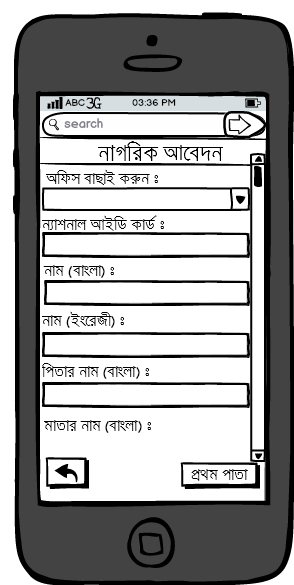 ABC 3G 03:36 PM
search
নাগরিক আবেদন
অফিস বাছাই করুন ঃ
ন্যাশনাল আইডি কার্ড ঃ
নাম (বাংলা) ঃ
নাম (ইংরেজী) ঃ
পিতার নাম (বাংলা) ঃ
মাতার নাম (বাংলা) ঃ
প্রথম পাতা